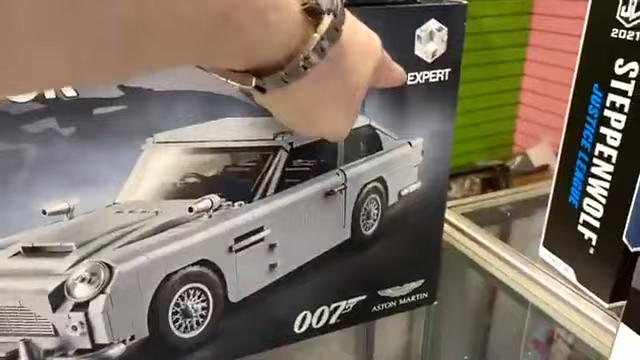 EXPERT
007
ASTON MARTIN
2021
STEPPENWOLF
JUSTICE LEAGUE